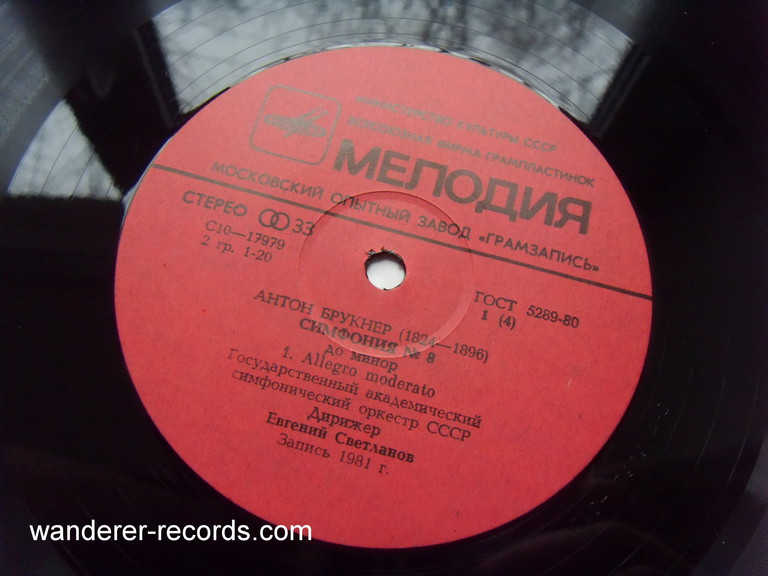 МИНИСТЕРСТВО КУЛЬТУРЫ СССР
ВСЕСОЮЗНАЯ ФИРМА ГРАМПЛАСТИНОК
МЕЛОДИЯ
МОСКОВСКИЙ ОПЫТНЫЙ ЗАВОД «ГРАМЗАПИСЬ»
СТЕРЕО 33
С10—17979
2 гр. 1-20
ГОСТ 5289-80
1 (4)
АНТОН БРУКНЕР (1824—1896)
СИМФОНИЯ № 8
до минор
1. Allegro moderato
Государственный академический
симфонический оркестр СССР
Дирижер
Евгений Светланов
Запись 1981 г.
wanderer-records.com